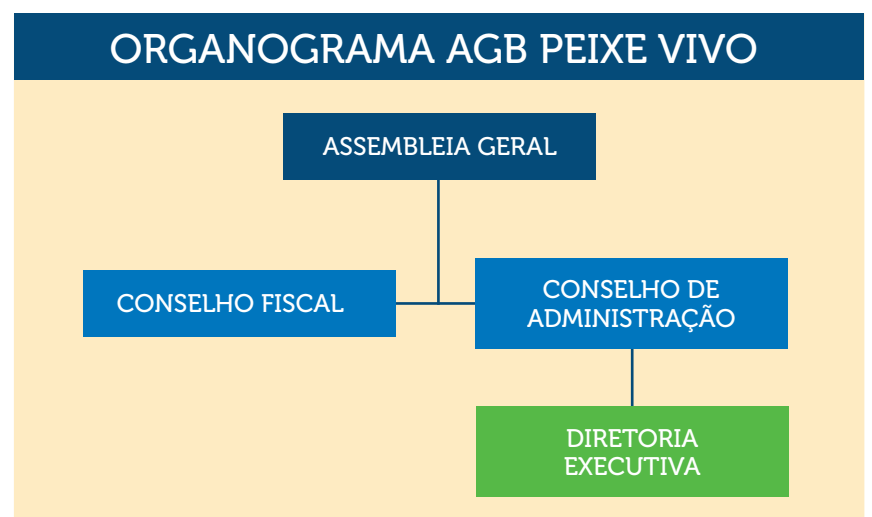 ORGANOGRAMA AGB PEIXE VIVO
ASSEMBLEIA GERAL
CONSELHO FISCAL
CONSELHO DE
ADMINISTRAÇÃO
DIRETORIA
EXECUTIVA